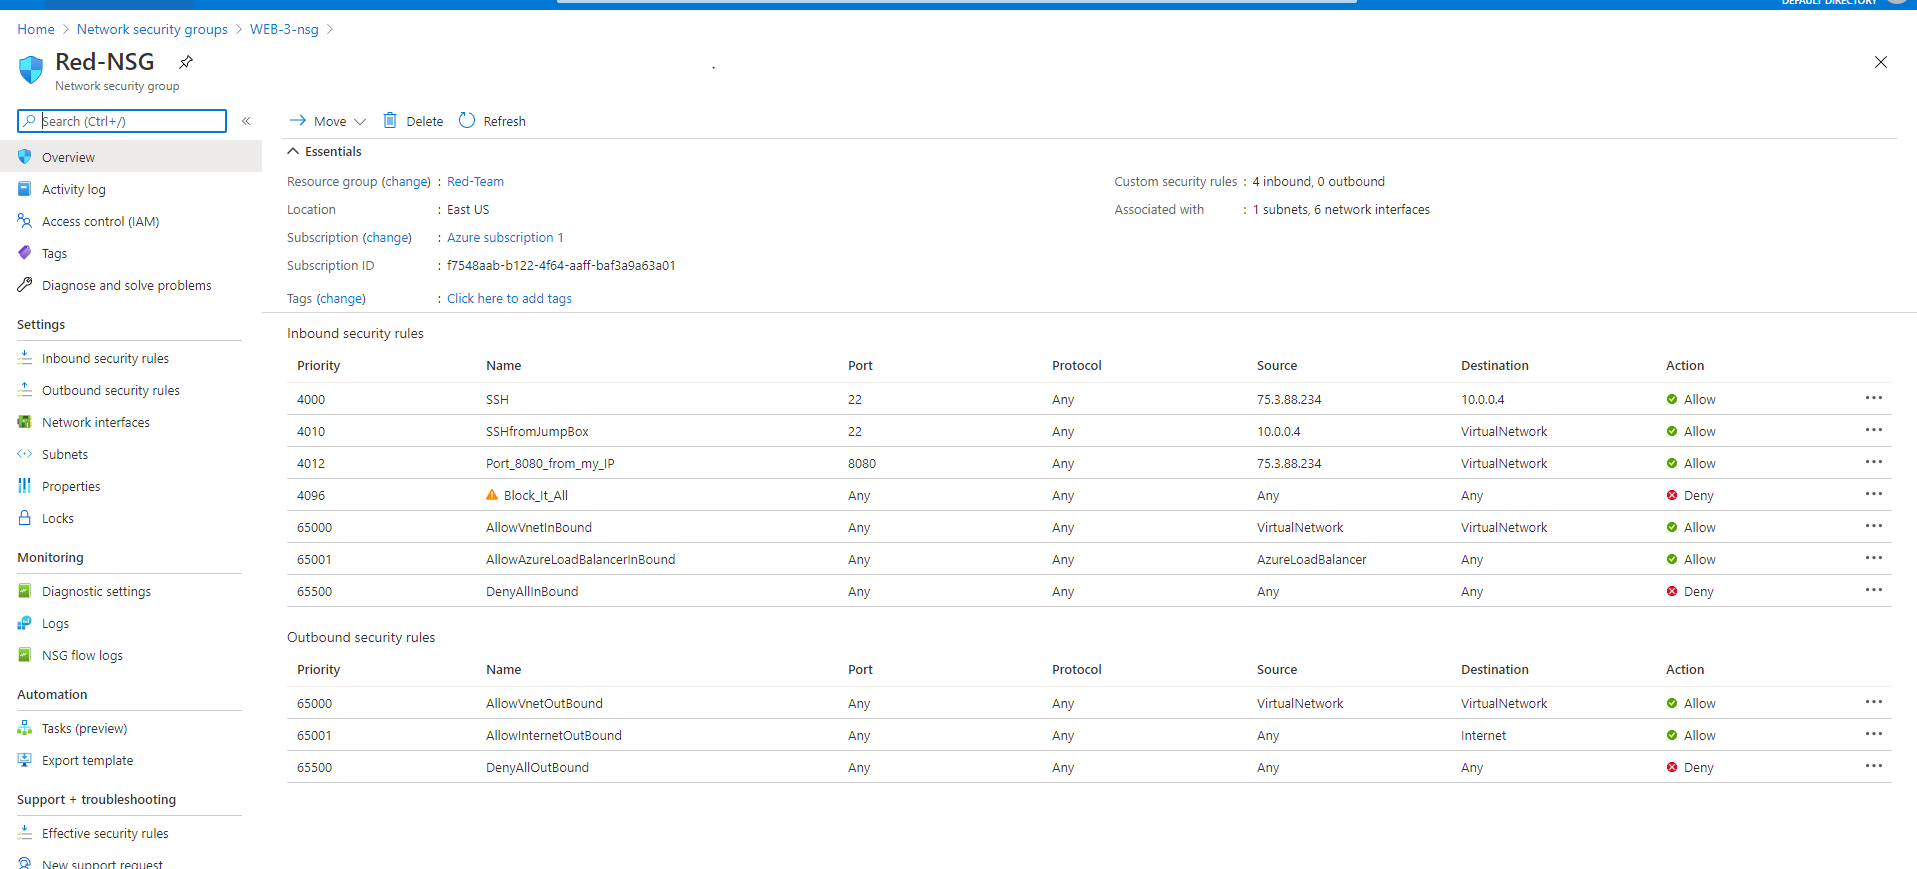 DEFAULT DIRECTORY
Home > Network security groups > WEB-3-nsg >
Red-NSG
Network security group
Search (Ctrl+/)
«
Move Delete Refresh
Overview
Activity log
Access control (IAM)
Tags
Diagnose and solve problems
Settings
Inbound security rules
Outbound security rules
Network interfaces
Subnets
Properties
Locks
Monitoring
Diagnostic settings
Logs
NSG flow logs
Automation
Tasks (preview)
Export template
Support + troubleshooting
Effective security rules
New support request
Essentials
Resource group (change) : Red-Team
Location : East US
Subscription (change) : Azure subscription 1
Subscription ID : f7548aab-b122-4f64-aaff-baf3a9a63a01
Tags (change) : Click here to add tags
Custom security rules : 4 inbound, 0 outbound
Associated with : 1 subnets, 6 network interfaces
Inbound security rules
Priority Name Port Protocol Source Destination Action
4000 SSH 22 Any 75.3.88.234 10.0.0.4 Allow
4010 SSHfromJumpBox 22 Any 10.0.0.4 VirtualNetwork Allow
4012 Port_8080_from_my_IP 8080 Any 75.3.88.234 VirtualNetwork Allow
4096 Block_It_All Any Any Any Any Deny
65000 AllowVnetInBound Any Any VirtualNetwork VirtualNetwork Allow
65001 AllowAzureLoadBalancerInBound Any Any AzureLoadBalancer Any Allow
65500 DenyAllInBound Any Any Any Any Deny
Outbound security rules
Priority Name Port Protocol Source Destination Action
65000 AllowVnetOutBound Any Any VirtualNetwork VirtualNetwork Allow
65001 AllowInternetOutBound Any Any Any Internet Allow
65500 DenyAllOutBound Any Any Any Any Deny